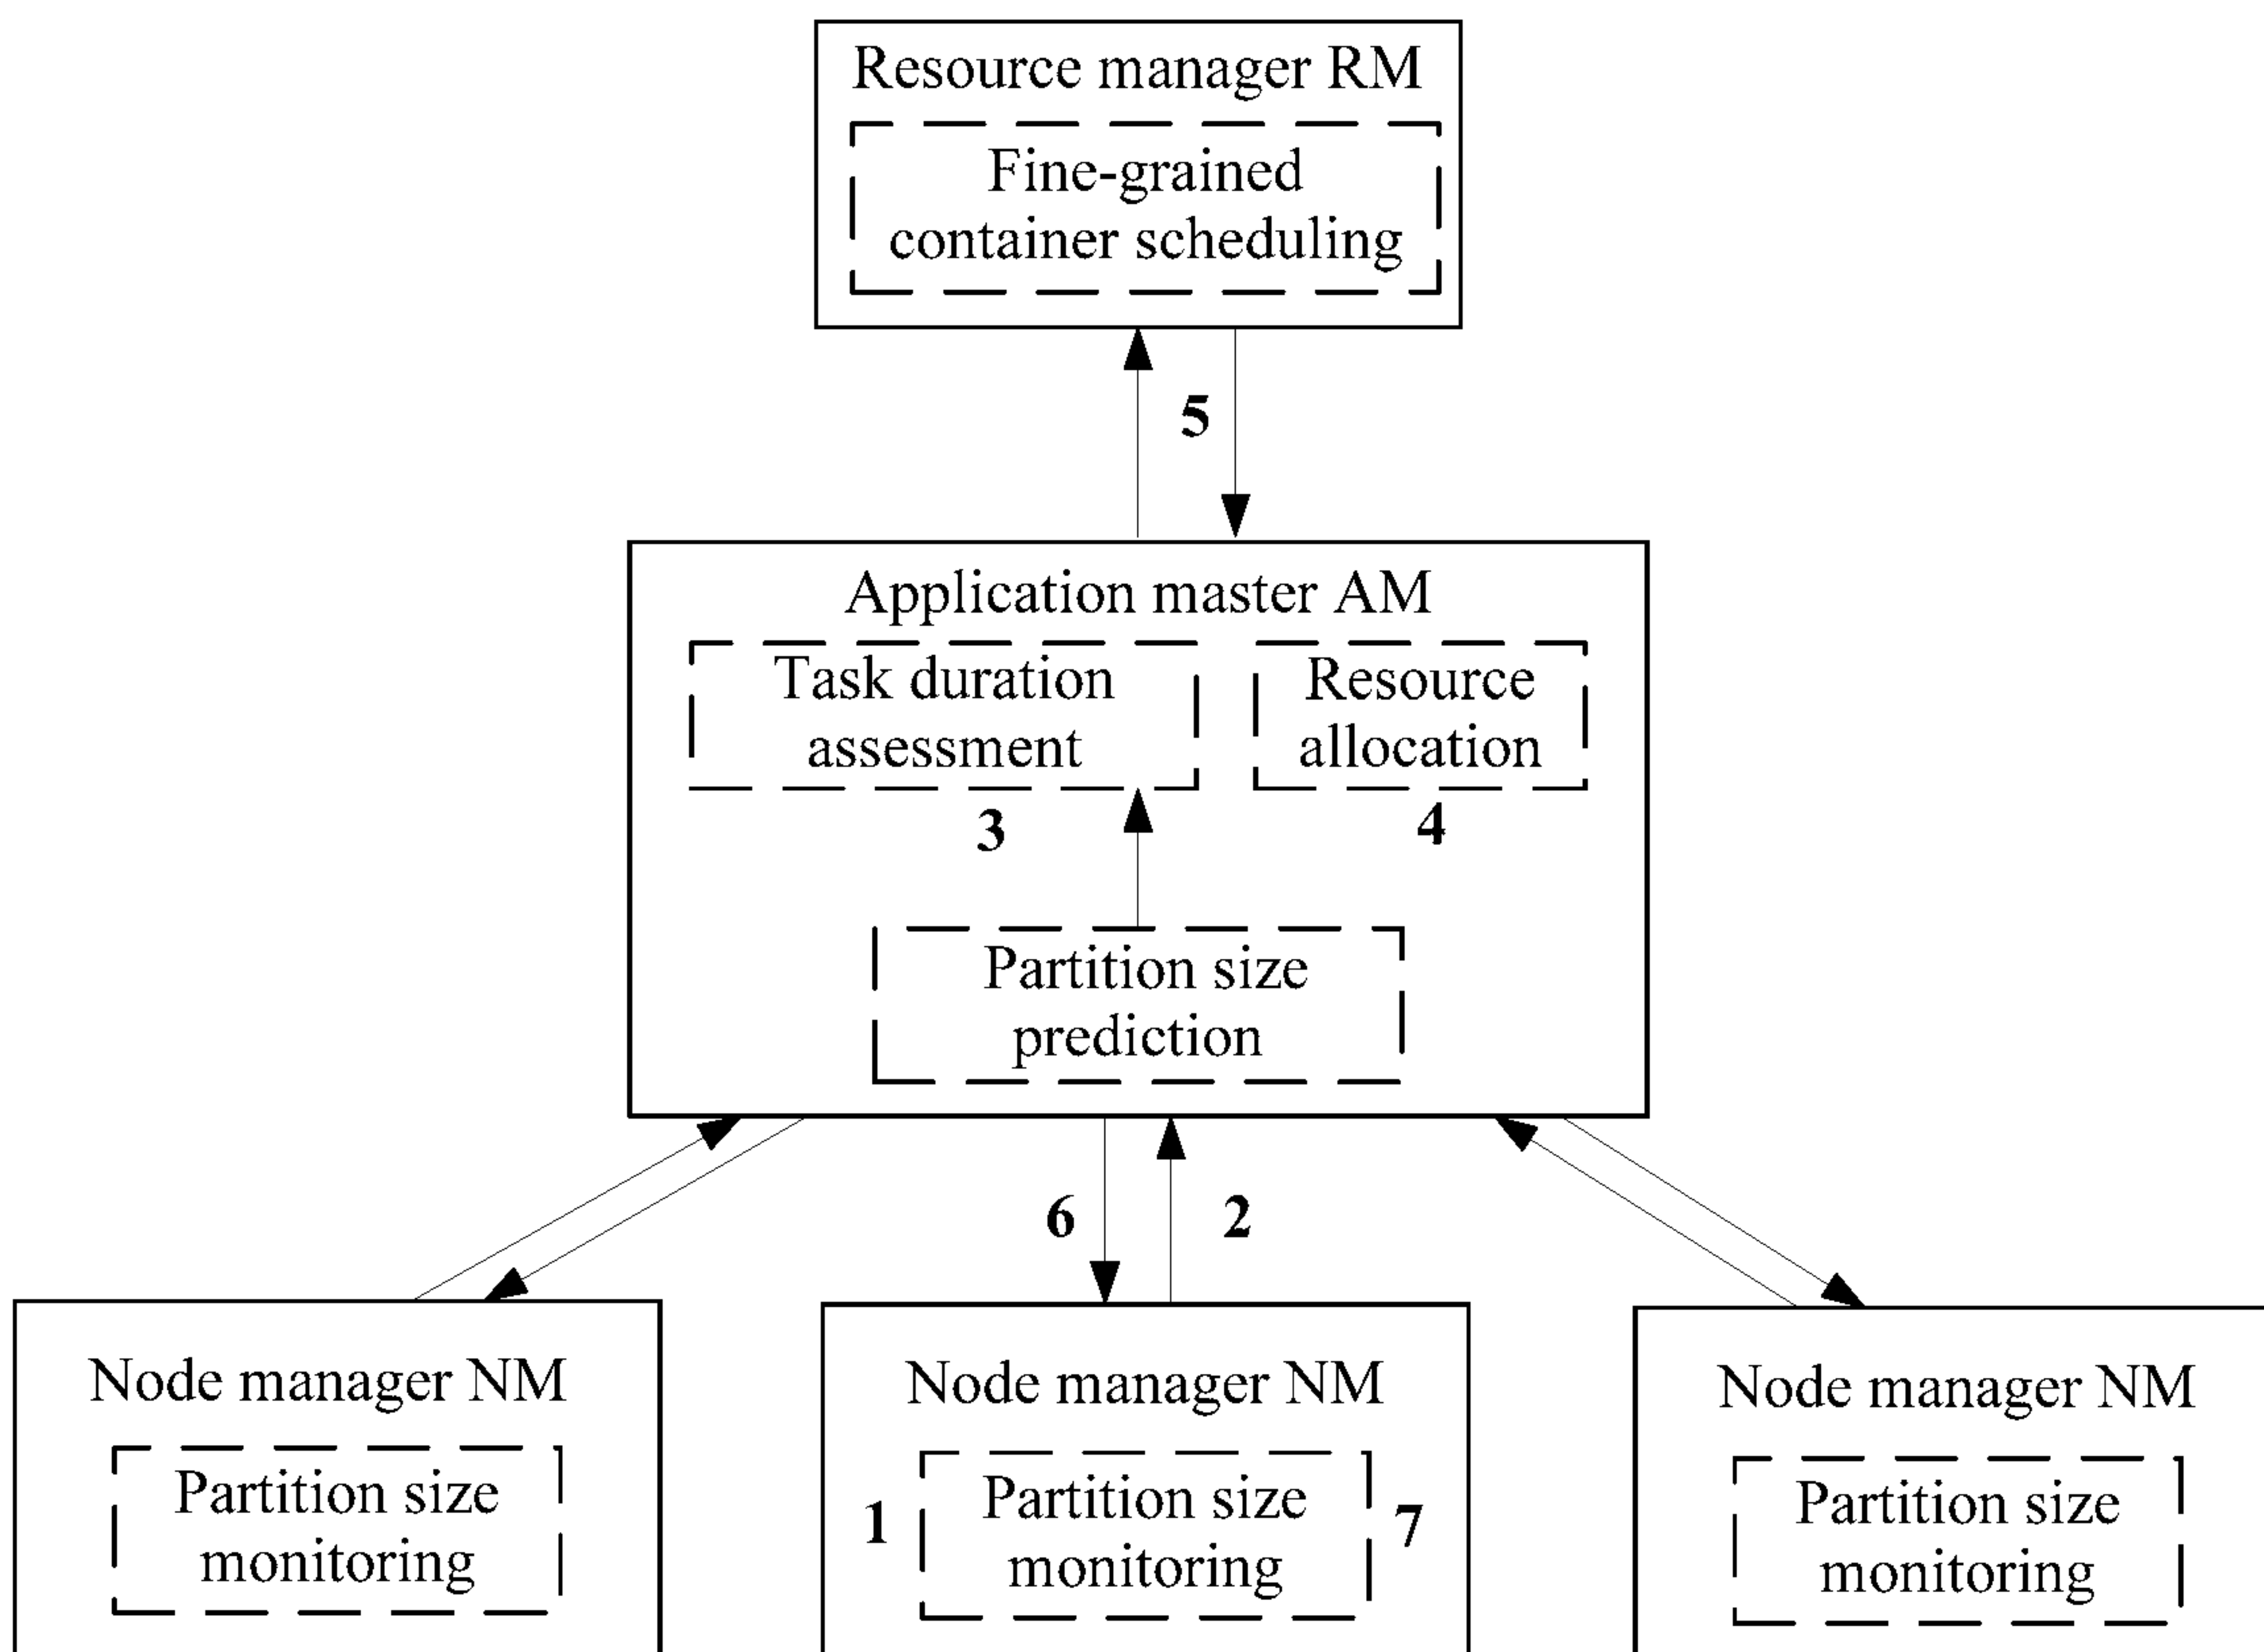 Resource manager RM
Fine-grained
container scheduling
5
Application master AM
Task duration
assessment
Resource
allocation
3
4
Partition size
prediction
6
2
Node manager NM
Partition size
monitoring
Node manager NM
1
Partition size
monitoring
7
Node manager NM
Partition size
monitoring